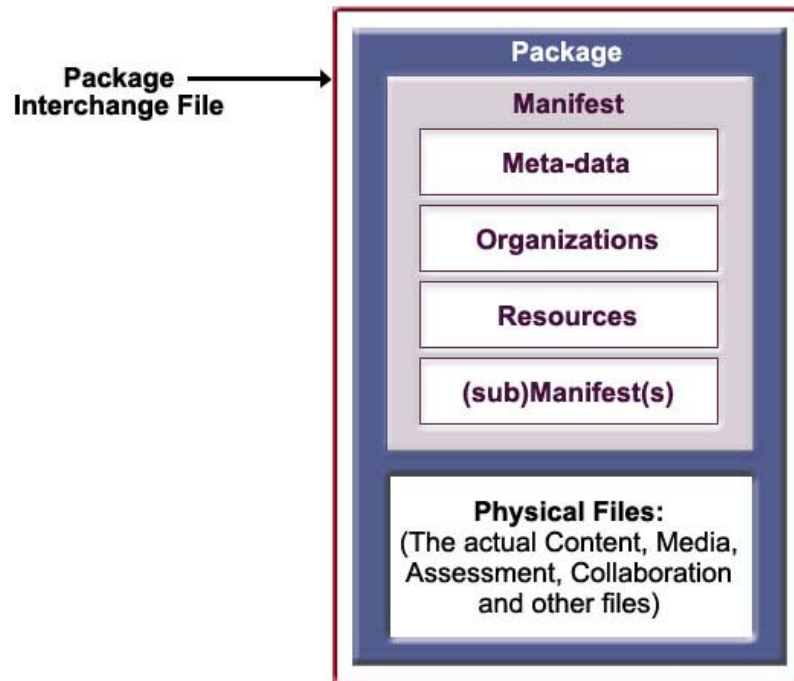 Package
Interchange File
Package
Manifest
Meta-data
Organizations
Resources
(sub)Manifest(s)
Physical Files:
(The actual Content, Media,
Assessment, Collaboration
and other files)